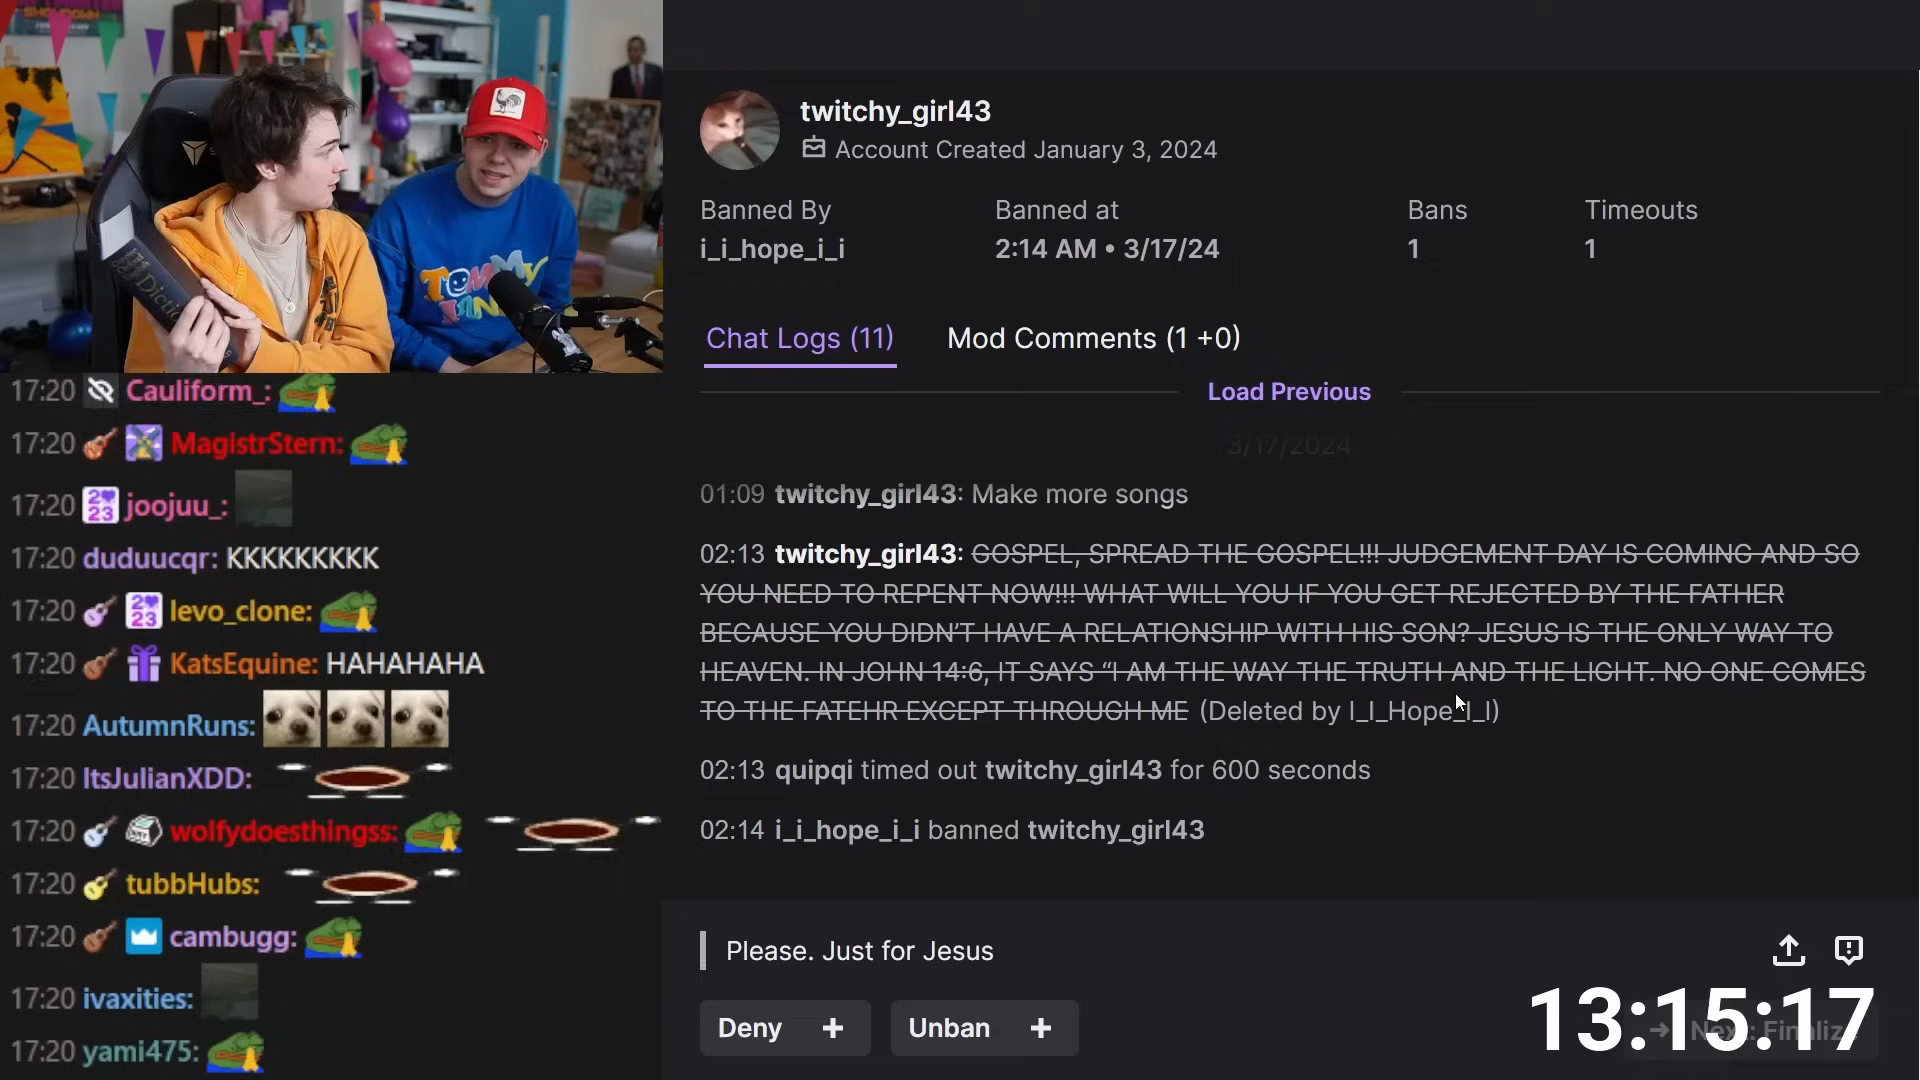 SHOWDOWN
Dictio
TOMMY
INN
17:20 Cauliform_:
17:20 MagistrStern:
17:20 joojuu_:
17:20 duduucqr: KKKKKKKKK
17:20 levo_clone:
17:20 KatsEquine: HAHAHAHA
17:20 AutumnRuns:
17:20 ItsJulianXDD:
17:20 wolfydoesthingss:
17:20 tubbHubs:
17:20 cambugg:
17:20 ivaxities:
17:20 yami475:
twitchy_girl43
Account Created January 3, 2024
Banned By Banned at Bans Timeouts
i_i_hope_i_i 2:14 AM • 3/17/24 1 1
Chat Logs (11) Mod Comments (1 +0)
Load Previous
3/17/2024
01:09 twitchy_girl43: Make more songs
02:13 twitchy_girl43: GOSPEL, SPREAD THE GOSPEL!!! JUDGEMENT DAY IS COMING AND SO
YOU NEED TO REPENT NOW!!! WHAT WILL YOU IF YOU GET REJECTED BY THE FATHER
BECAUSE YOU DIDN’T HAVE A RELATIONSHIP WITH HIS SON? JESUS IS THE ONLY WAY TO
HEAVEN. IN JOHN 14:6, IT SAYS “I AM THE WAY THE TRUTH AND THE LIGHT. NO ONE COMES
TO THE FATEHR EXCEPT THROUGH ME (Deleted by I_I_Hope_I_I)
02:13 quipqi timed out twitchy_girl43 for 600 seconds
02:14 i_i_hope_i_i banned twitchy_girl43
Please. Just for Jesus
Deny + Unban +
Next: Finaliz
13:15:17